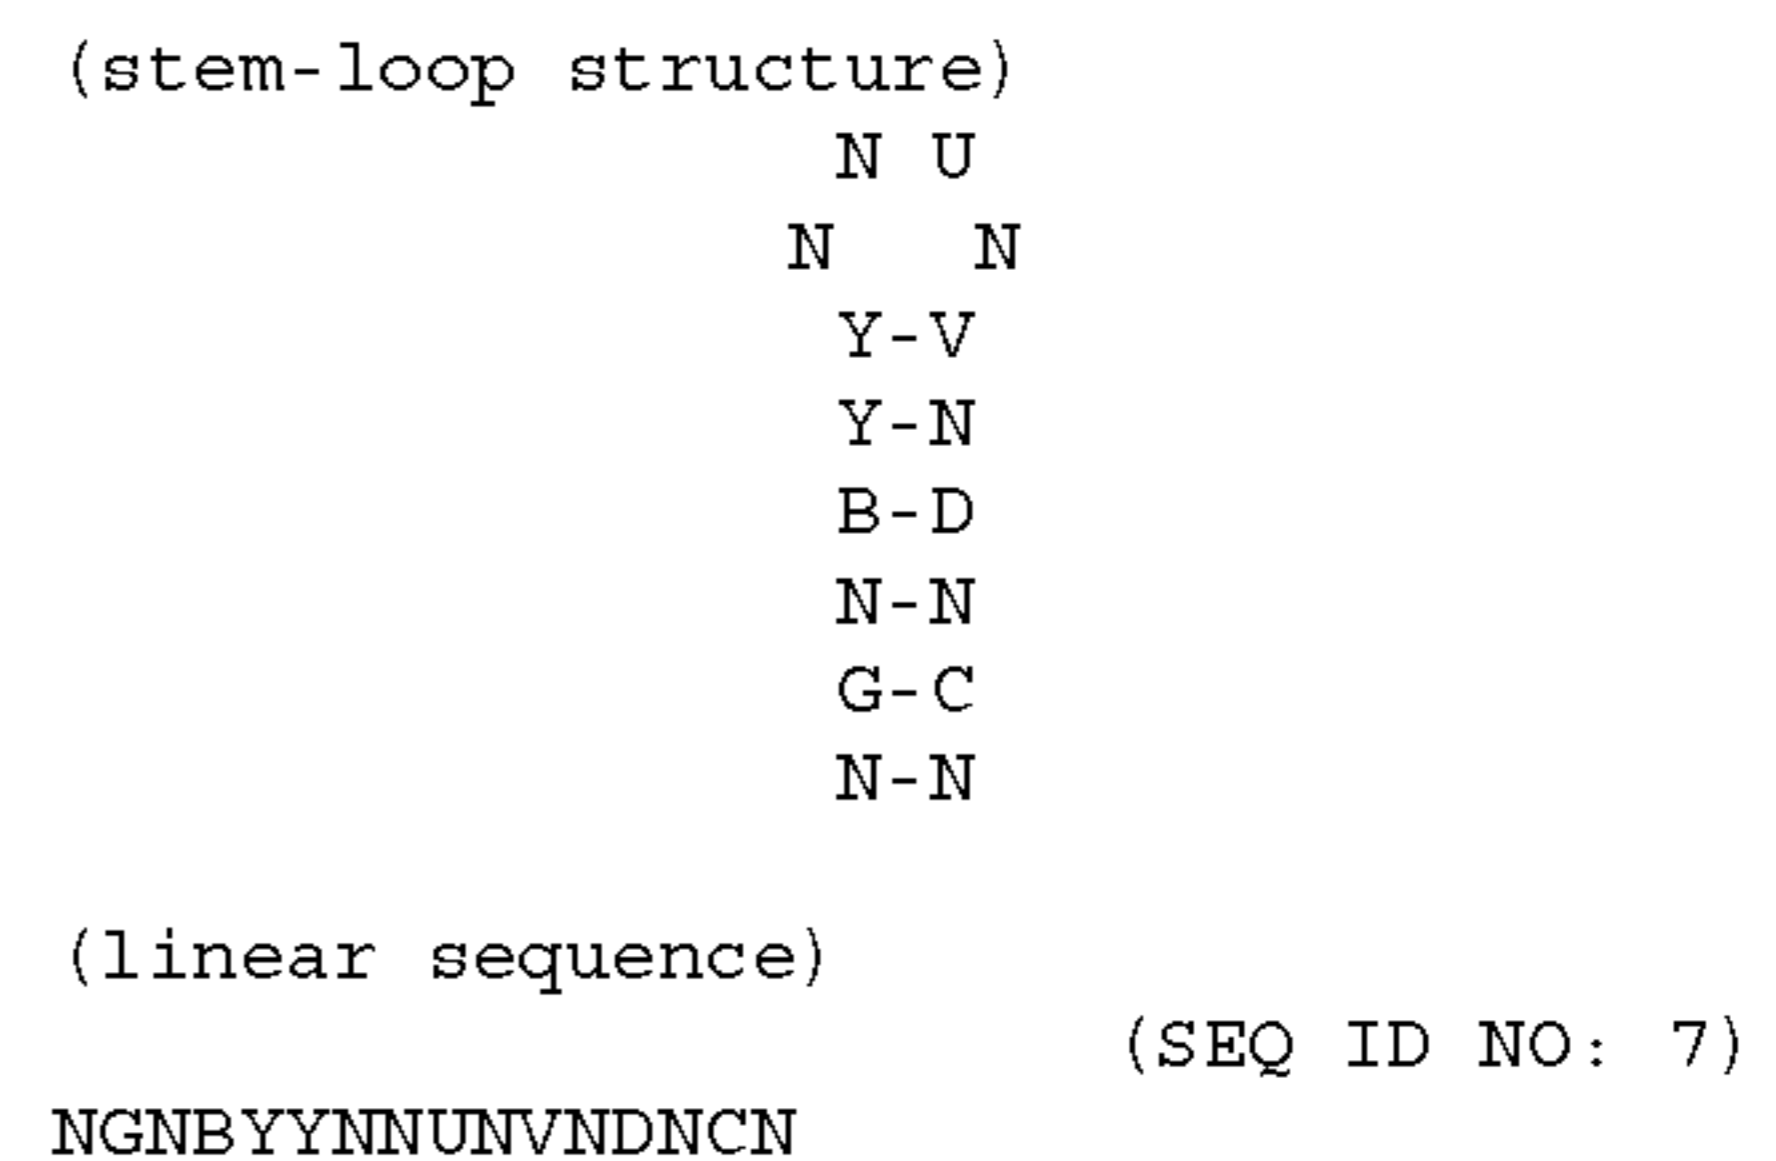 (stem-loop structure)
N U
N N
Y-V
Y-N
B-D
N-N
G-C
N-N
(linear sequence)
(SEQ ID NO: 7)
NGNBYYNNUNVNDNCN